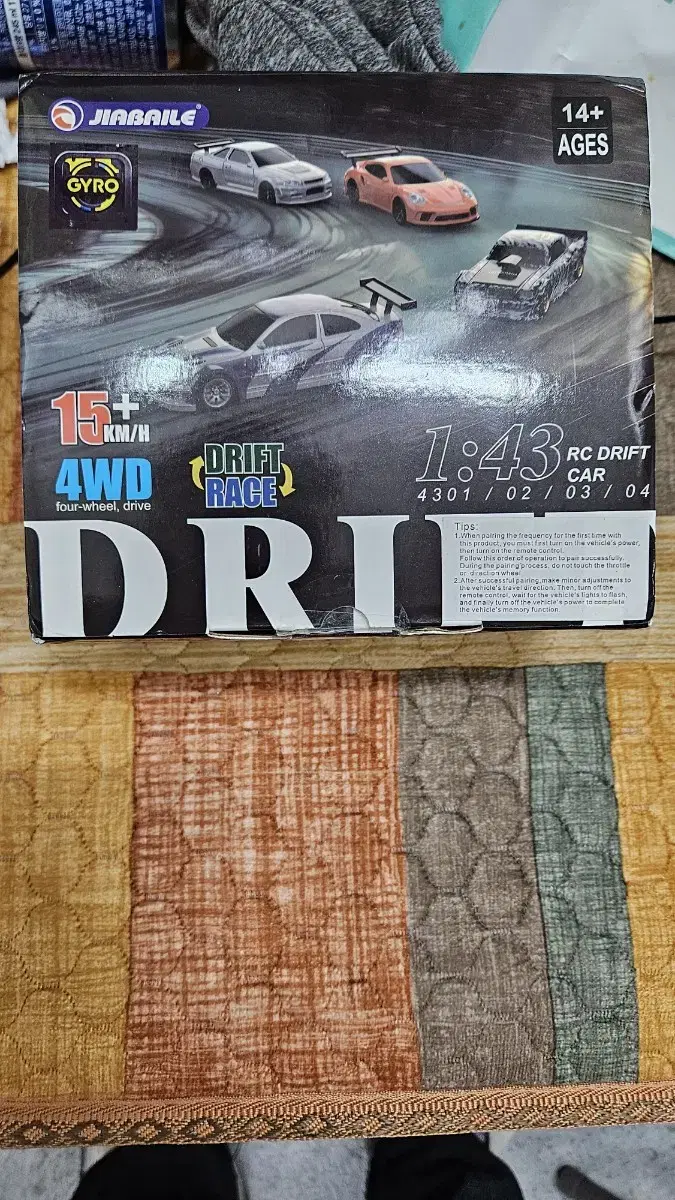 JIABAILE®
14+
AGES
GYRO
15+
KM/H
4WD
four-wheel, drive
DRIFT
RACE
1:43 RC DRIFT
CAR
4301 / 02 / 03 / 04
DRI
Tips:
1.When pairing the frequency for the first time with
this product, you must first turn on the vehicle's power,
then turn on the remote control.
Follow this order of operation to pair successfully.
During the pairing process, do not touch the throttle
or direction wheel
2.After successful pairing, make minor adjustments to
the vehicle's travel direction. Then, turn off the
remote control, wait for the vehicle's lights to flash,
and finally turn off the vehicle's power to complete
the vehicle's memory function.